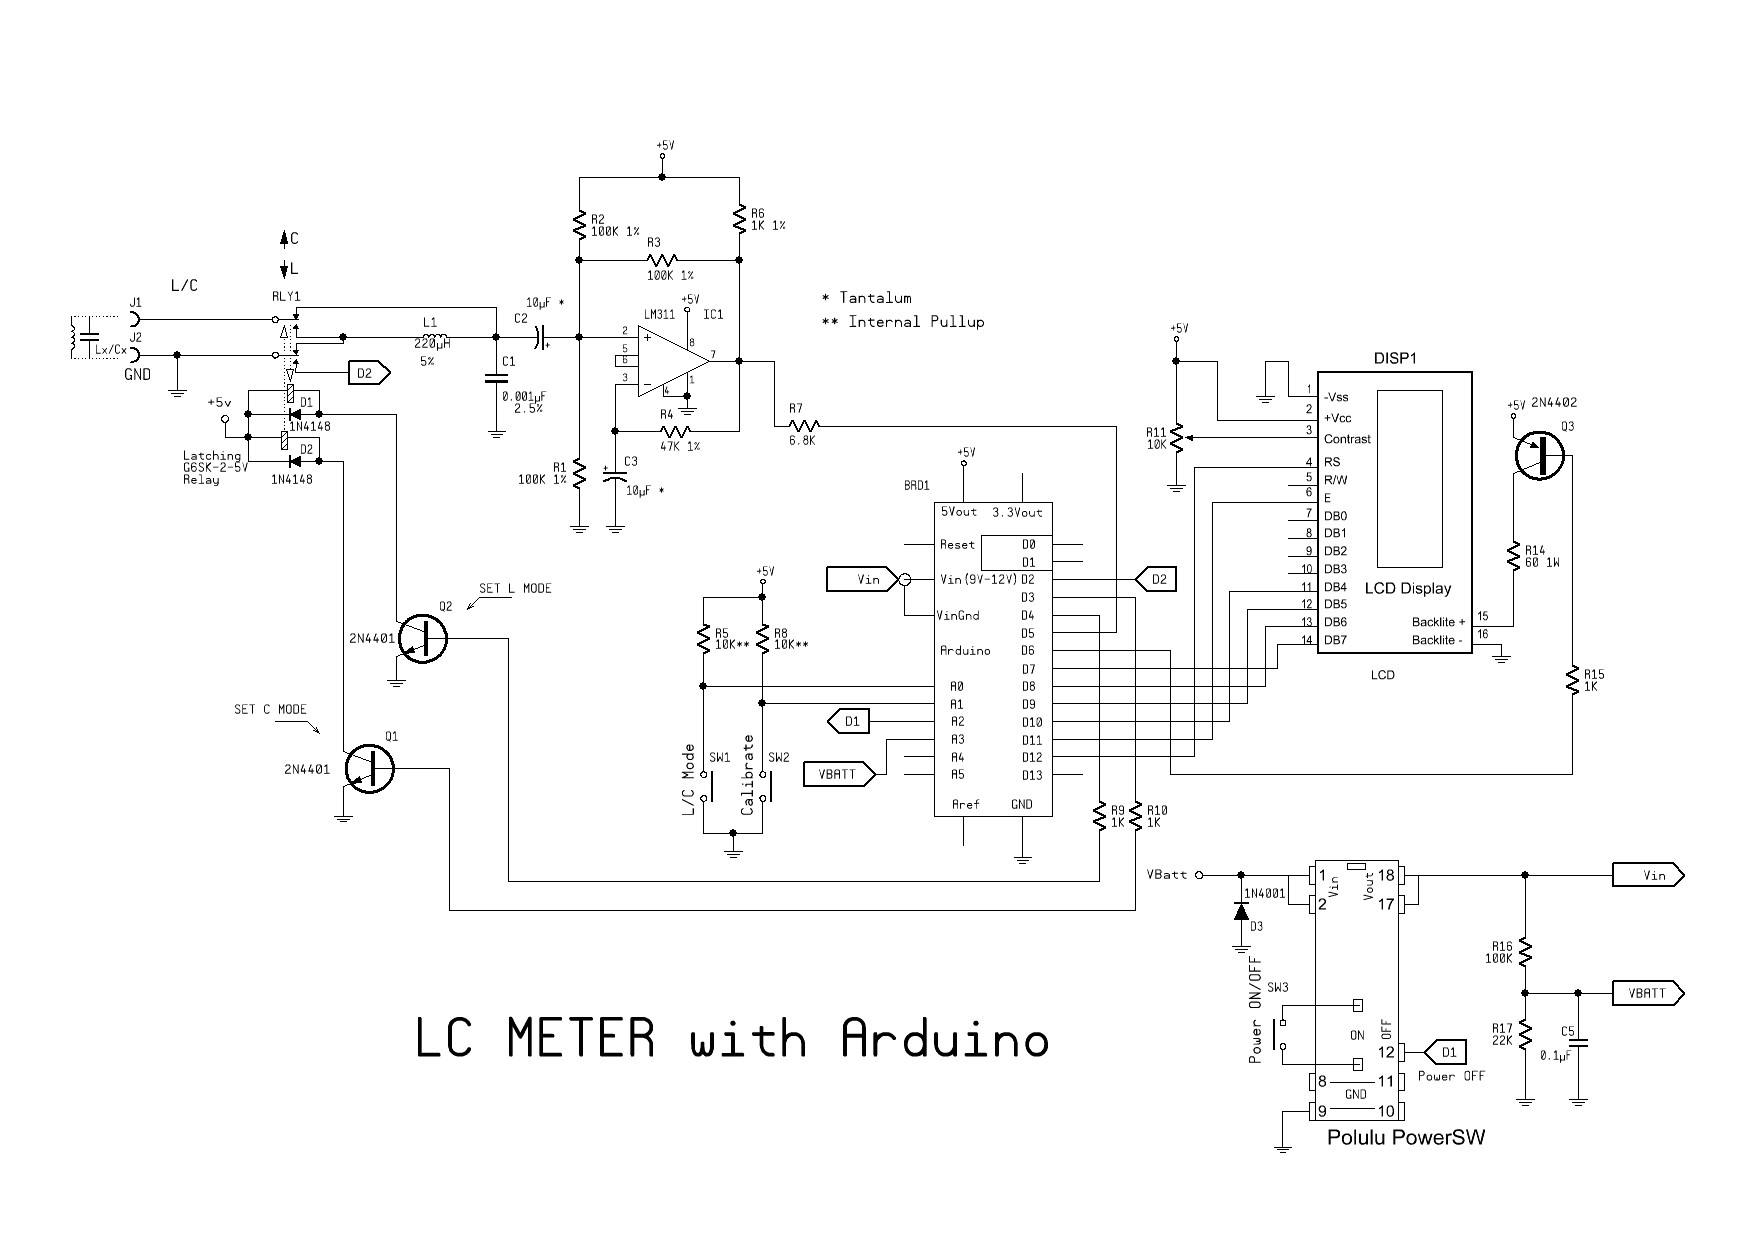 +5V
R2
100K 1%
R6
1K 1%
R3
100K 1%
C
L
L/C
RLY1
J1
J2
Lx/Cx
GND
L1
220µH
5%
10µF *
C2
+
C1
0.001µF
2.5%
LM311
+5V
IC1
2
5
6
3
+
−
8
7
1
4
R4
47K 1%
* Tantalum
** Internal Pullup
D2
+5v
D1
1N4148
D2
1N4148
Latching
G6SK-2-5V
Relay
R1
100K 1%
+
C3
10µF *
R7
6.8K
SET L MODE
Q2
2N4401
SET C MODE
Q1
2N4401
+5V
R5
10K**
R8
10K**
L/C Mode
SW1
Calibrate
SW2
+5V
BRD1
5Vout
3.3Vout
Reset
Vin
Vin(9V-12V)
VinGnd
Arduino
A0
A1
A2
A3
A4
A5
Aref
GND
D0
D1
D2
D3
D4
D5
D6
D7
D8
D9
D10
D11
D12
D13
D1
VBATT
D2
R9
1K
R10
1K
+5V
R11
10K
DISP1
1 -Vss
2 +Vcc
3 Contrast
4 RS
5 R/W
6 E
7 DB0
8 DB1
9 DB2
10 DB3
11 DB4
12 DB5
13 DB6
14 DB7
LCD Display
Backlite + 15
Backlite - 16
LCD
+5V
2N4402
Q3
R14
60 1W
R15
1K
VBatt
1N4001
D3
1
2
Vin
Vout
18
17
Vin
R16
100K
VBATT
R17
22K
C5
0.1µF
Power ON/OFF
SW3
ON
OFF
12
D1
Power OFF
8
11
GND
9
10
Polulu PowerSW
LC METER with Arduino